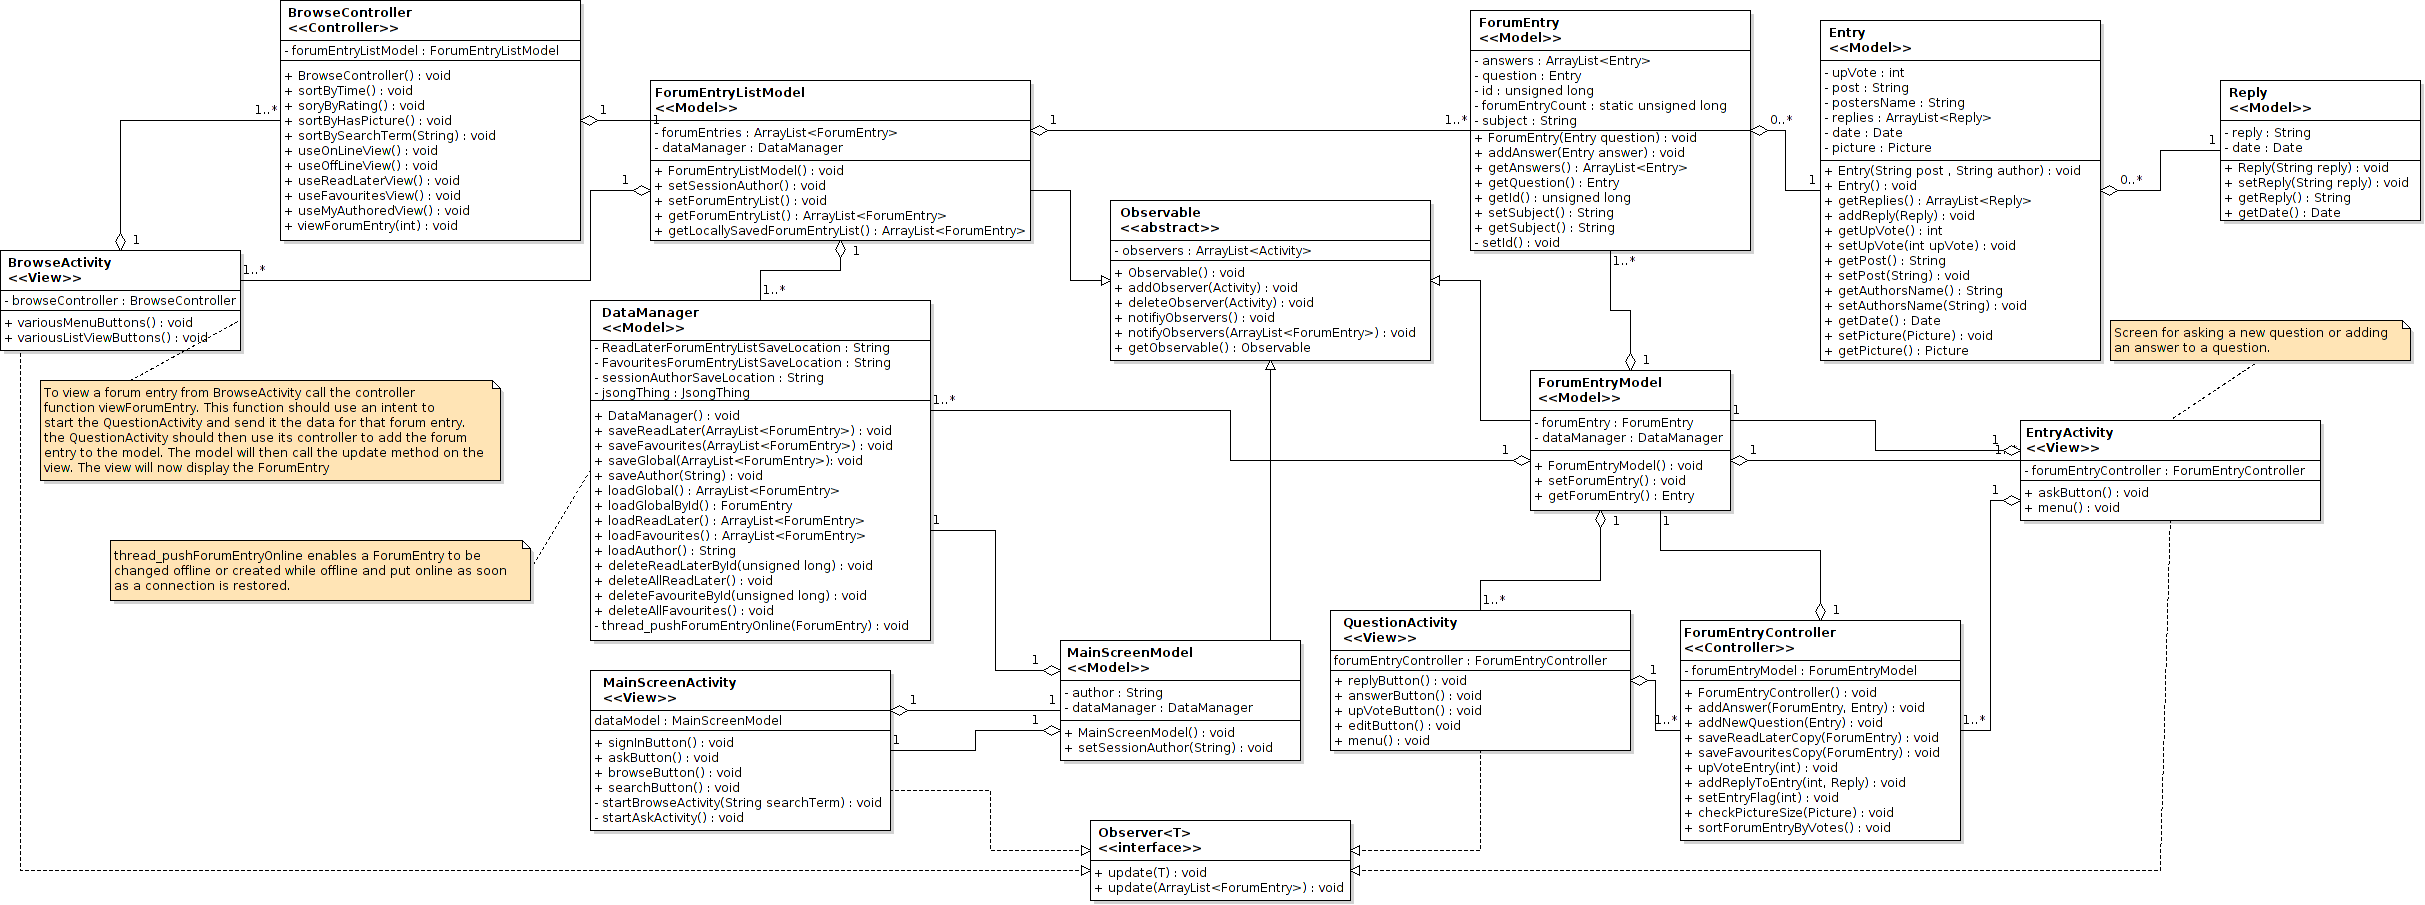 BrowseController
<<Controller>>
- forumEntryListModel : ForumEntryListModel
+ BrowseController() : void
+ sortByTime() : void
+ soryByRating() : void
+ sortByHasPicture() : void
+ sortBySearchTerm(String) : void
+ useOnLineView() : void
+ useOffLineView() : void
+ useReadLaterView() : void
+ useFavouritesView() : void
+ useMyAuthoredView() : void
+ viewForumEntry(int) : void
1..*
1
1
1
ForumEntryListModel
<<Model>>
- forumEntries : ArrayList<ForumEntry>
- dataManager : DataManager
+ ForumEntryListModel() : void
+ setSessionAuthor() : void
+ setForumEntryList() : void
+ getForumEntryList() : ArrayList<ForumEntry>
+ getLocallySavedForumEntryList() : ArrayList<ForumEntry>
1
1..*
1
1..*
1
1..*
ForumEntry
<<Model>>
- answers : ArrayList<Entry>
- question : Entry
- id : unsigned long
- forumEntryCount : static unsigned long
- subject : String
+ ForumEntry(Entry question) : void
+ addAnswer(Entry answer) : void
+ getAnswers() : ArrayList<Entry>
+ getQuestion() : Entry
+ getId() : unsigned long
+ setSubject() : String
+ getSubject() : String
- setId() : void
0..*
1
1..*
1
Entry
<<Model>>
- upVote : int
- post : String
- postersName : String
- replies : ArrayList<Reply>
- date : Date
- picture : Picture
+ Entry(String post , String author) : void
+ Entry() : void
+ getReplies() : ArrayList<Reply>
+ addReply(Reply) : void
+ getUpVote() : int
+ setUpVote(int upVote) : void
+ getPost() : String
+ setPost(String) : void
+ getAuthorsName() : String
+ setAuthorsName(String) : void
+ getDate() : Date
+ setPicture(Picture) : void
+ getPicture() : Picture
0..*
1
Reply
<<Model>>
- reply : String
- date : Date
+ Reply(String reply) : void
+ setReply(String reply) : void
+ getReply() : String
+ getDate() : Date
Observable
<<abstract>>
- observers : ArrayList<Activity>
+ Observable() : void
+ addObserver(Activity) : void
+ deleteObserver(Activity) : void
+ notifiyObservers() : void
+ notifyObservers(ArrayList<ForumEntry>) : void
+ getObservable() : Observable
BrowseActivity
<<View>>
- browseController : BrowseController
+ variousMenuButtons() : void
+ variousListViewButtons() : void
To view a forum entry from BrowseActivity call the controller
function viewForumEntry. This function should use an intent to
start the QuestionActivity and send it the data for that forum entry.
the QuestionActivity should then use its controller to add the forum
entry to the model. The model will then call the update method on the
view. The view will now display the ForumEntry
thread_pushForumEntryOnline enables a ForumEntry to be
changed offline or created while offline and put online as soon
as a connection is restored.
DataManager
<<Model>>
- ReadLaterForumEntryListSaveLocation : String
- FavouritesForumEntryListSaveLocation : String
- sessionAuthorSaveLocation : String
- jsongThing : JsongThing
+ DataManager() : void
+ saveReadLater(ArrayList<ForumEntry>) : void
+ saveFavourites(ArrayList<ForumEntry>) : void
+ saveGlobal(ArrayList<ForumEntry>): void
+ saveAuthor(String) : void
+ loadGlobal() : ArrayList<ForumEntry>
+ loadGlobalById() : ForumEntry
+ loadReadLater() : ArrayList<ForumEntry>
+ loadFavourites() : ArrayList<ForumEntry>
+ loadAuthor() : String
+ deleteReadLaterById(unsigned long) : void
+ deleteAllReadLater() : void
+ deleteFavouriteById(unsigned long) : void
+ deleteAllFavourites() : void
- thread_pushForumEntryOnline(ForumEntry) : void
1..*
1
1
1
ForumEntryModel
<<Model>>
- forumEntry : ForumEntry
- dataManager : DataManager
+ ForumEntryModel() : void
+ setForumEntry() : void
+ getForumEntry() : Entry
1
1
1
1..*
1
1..*
1
1
Screen for asking a new question or adding
an answer to a question.
EntryActivity
<<View>>
- forumEntryController : ForumEntryController
+ askButton() : void
+ menu() : void
1
1..*
MainScreenActivity
<<View>>
dataModel : MainScreenModel
+ signInButton() : void
+ askButton() : void
+ browseButton() : void
+ searchButton() : void
- startBrowseActivity(String searchTerm) : void
- startAskActivity() : void
1
1
1
1
MainScreenModel
<<Model>>
- author : String
- dataManager : DataManager
+ MainScreenModel() : void
+ setSessionAuthor(String) : void
QuestionActivity
<<View>>
forumEntryController : ForumEntryController
+ replyButton() : void
+ answerButton() : void
+ upVoteButton() : void
+ editButton() : void
+ menu() : void
1
1..*
ForumEntryController
<<Controller>>
- forumEntryModel : ForumEntryModel
+ ForumEntryController() : void
+ addAnswer(ForumEntry, Entry) : void
+ addNewQuestion(Entry) : void
+ saveReadLaterCopy(ForumEntry) : void
+ saveFavouritesCopy(ForumEntry) : void
+ upVoteEntry(int) : void
+ addReplyToEntry(int, Reply) : void
+ setEntryFlag(int) : void
+ checkPictureSize(Picture) : void
+ sortForumEntryByVotes() : void
Observer<T>
<<interface>>
+ update(T) : void
+ update(ArrayList<ForumEntry>) : void